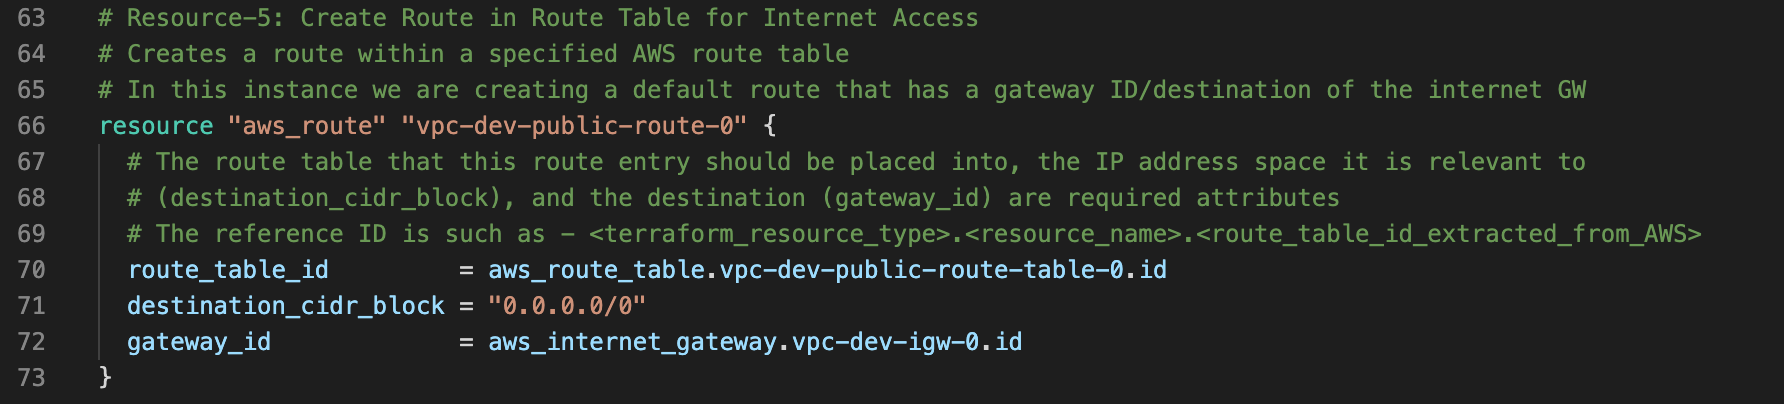 63 # Resource-5: Create Route in Route Table for Internet Access
64 # Creates a route within a specified AWS route table
65 # In this instance we are creating a default route that has a gateway ID/destination of the internet GW
66 resource "aws_route" "vpc-dev-public-route-0" {
67 # The route table that this route entry should be placed into, the IP address space it is relevant to
68 # (destination_cidr_block), and the destination (gateway_id) are required attributes
69 # The reference ID is such as - <terraform_resource_type>.<resource_name>.<route_table_id_extracted_from_AWS>
70 route_table_id = aws_route_table.vpc-dev-public-route-table-0.id
71 destination_cidr_block = "0.0.0.0/0"
72 gateway_id = aws_internet_gateway.vpc-dev-igw-0.id
73 }